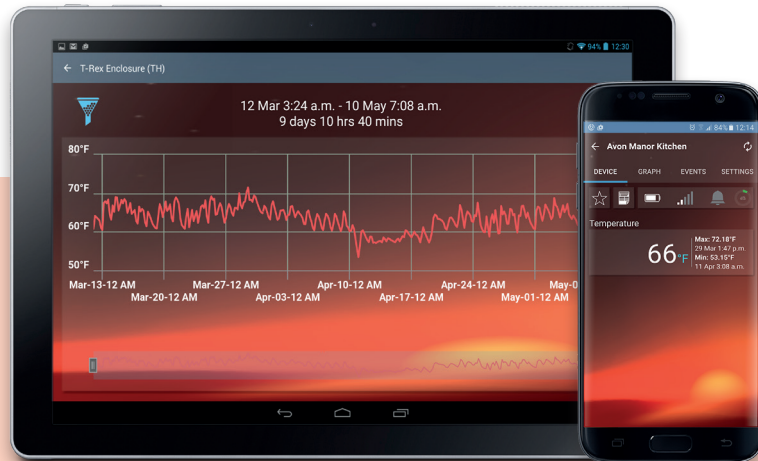 94% 12:30
T-Rex Enclosure (TH)
12 Mar 3:24 a.m. - 10 May 7:08 a.m.
9 days 10 hrs 40 mins
80°F
70°F
60°F
50°F
Mar-13-12 AM Mar-27-12 AM Apr-10-12 AM Apr-24-12 AM May-0
Mar-20-12 AM Apr-03-12 AM Apr-17-12 AM May-01-12 AM
84% 12:14
Avon Manor Kitchen
DEVICE GRAPH EVENTS SETTINGS
Temperature
66°F
Max: 72.18°F
29 Mar 1:47 p.m.
Min: 53.15°F
11 Apr 3:08 a.m.